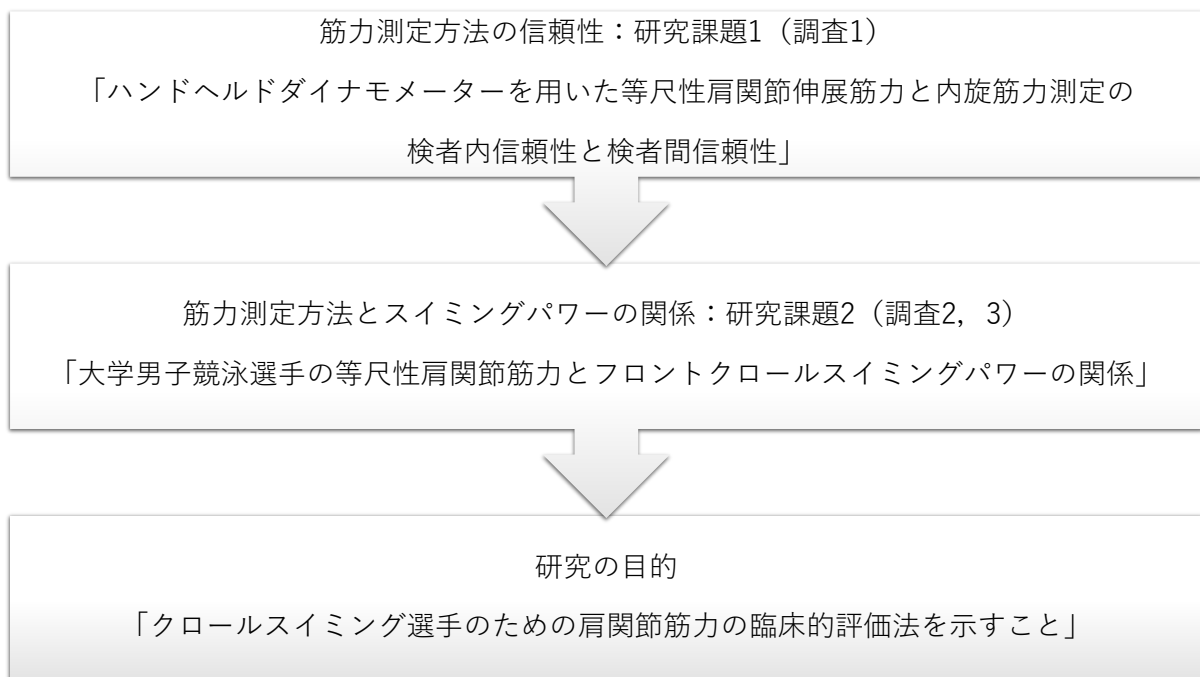 筋力測定方法の信頼性：研究課題1（調査1）
「ハンドヘルドダイナモメーターを用いた等尺性肩関節伸展筋力と内旋筋力測定の
検者内信頼性と検者間信頼性」
筋力測定方法とスイミングパワーの関係：研究課題2（調査2，3）
「大学男子競泳選手の等尺性肩関節筋力とフロントクロールスイミングパワーの関係」
研究の目的
「クロールスイミング選手のための肩関節筋力の臨床的評価法を示すこと」